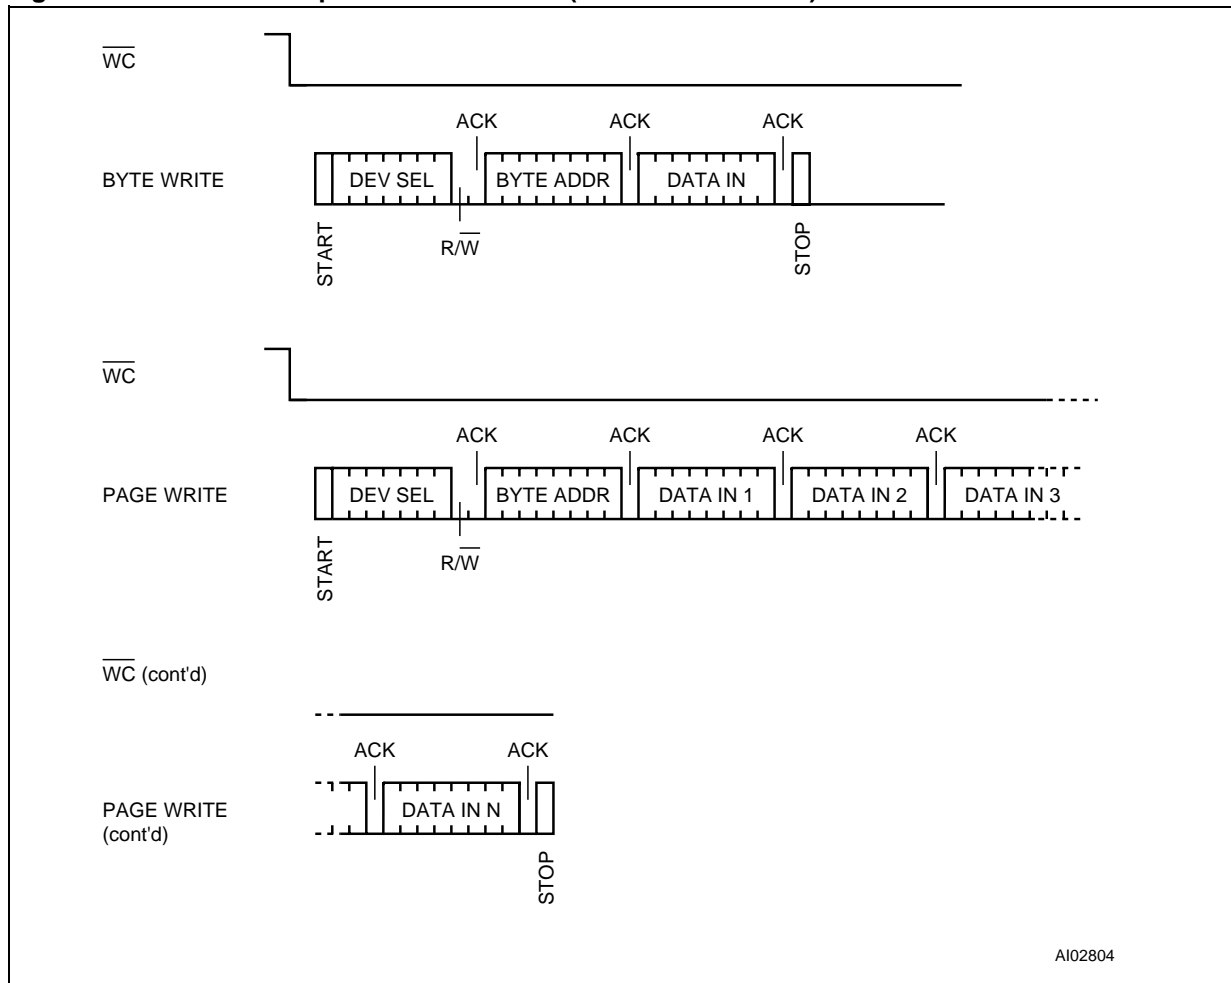 WC
ACK ACK ACK
BYTE WRITE
DEV SEL BYTE ADDR DATA IN
R/W
START
STOP
WC
ACK ACK ACK ACK
PAGE WRITE
DEV SEL BYTE ADDR DATA IN 1 DATA IN 2 DATA IN 3
R/W
START
WC (cont'd)
ACK ACK
PAGE WRITE
(cont'd)
DATA IN N
STOP
AI02804